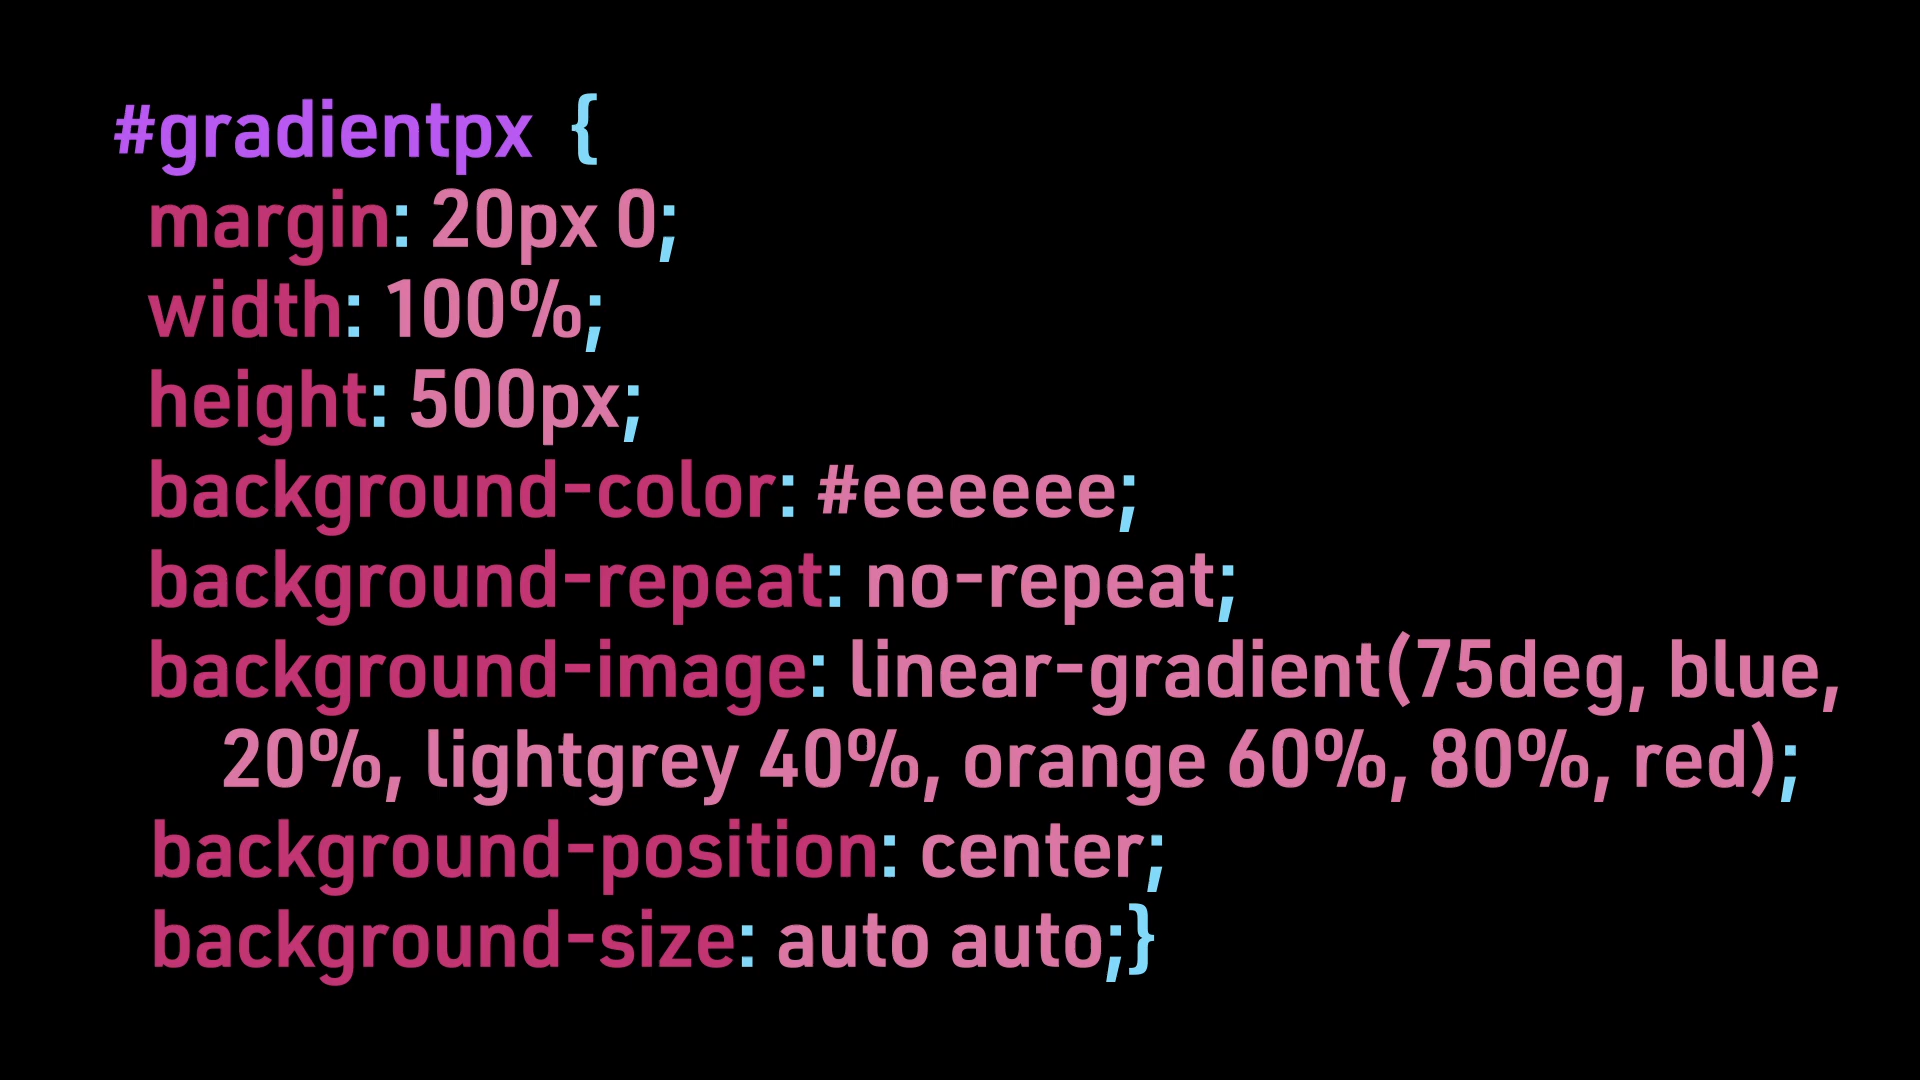 #gradientpx {
margin: 20px 0;
width: 100%;
height: 500px;
background-color: #eeeeee;
background-repeat: no-repeat;
background-image: linear-gradient(75deg, blue,
20%, lightgrey 40%, orange 60%, 80%, red);
background-position: center;
background-size: auto auto;}